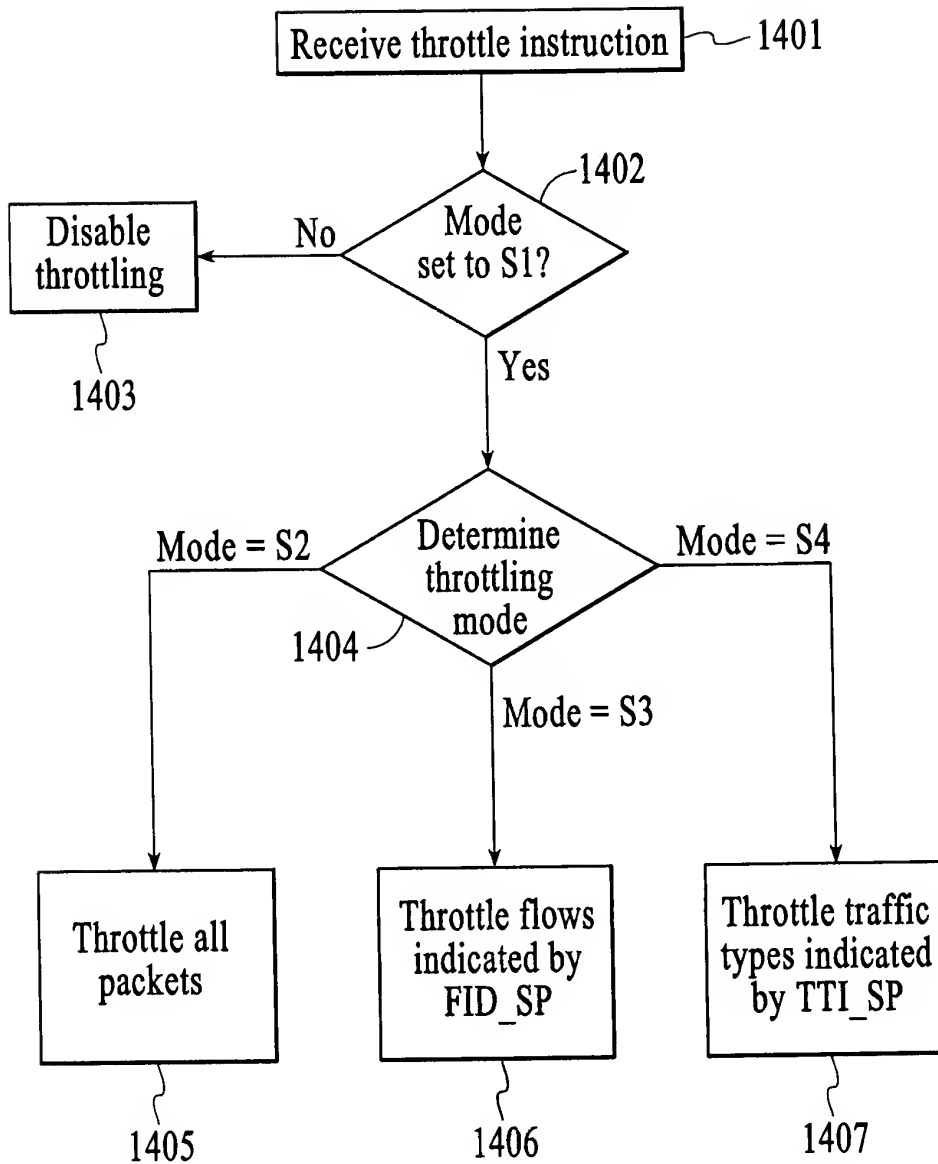 Receive throttle instruction
1401
1402
Mode
set to S1?
No
Disable
throttling
1403
Yes
Determine
throttling
mode
1404
Mode = S2
Mode = S4
Mode = S3
Throttle all
packets
Throttle flows
indicated by
FID_SP
Throttle traffic
types indicated
by TTI_SP
1405
1406
1407